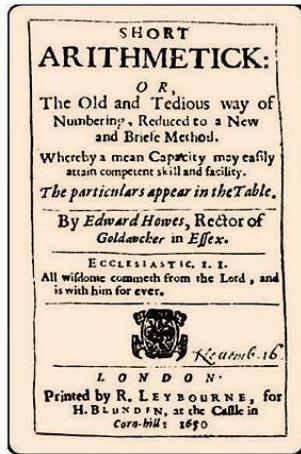 SHORT
ARITHMETICK:
OR,
The Old and Tedious way of
Numbering, Reduced to a New
and Briefe Method.
Whereby a mean Capacity may easily
attain competent skill and facility.
The particulars appear in the Table.
By Edward Howes, Rector of
Goldancher in Essex.
ECCLESIASTIC. I. I.
All wisdome commeth from the Lord, and
is with him for ever.
LONDON
Printed by R. LEYBOURNE, for
H. BLUNDEN, at the Castle in
Corn-hill: 1650